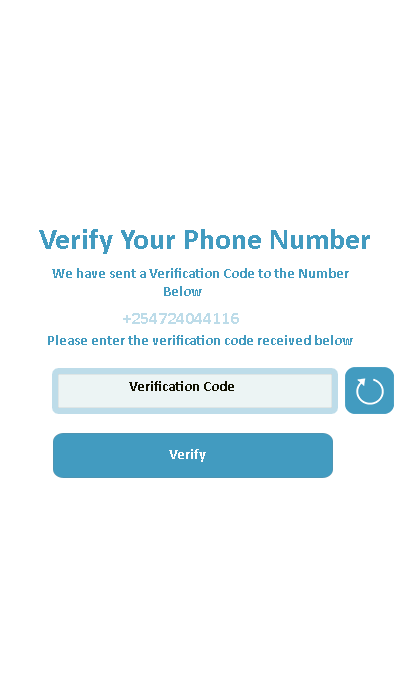 Verify Your Phone Number
We have sent a Verification Code to the Number
Below
+254724044116
Please enter the verification code received below
Verification Code
Verify